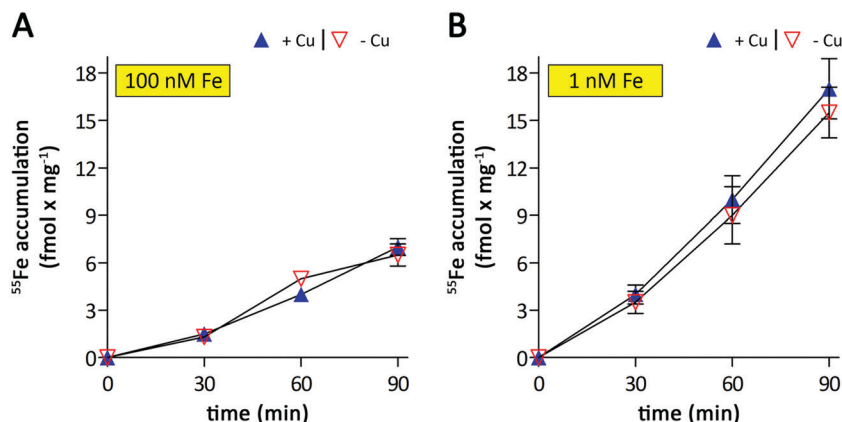 A
▲ + Cu | ▽ - Cu
100 nM Fe
⁵⁵Fe accumulation
(fmol x mg⁻¹)
18
15
12
9
6
3
0
0 30 60 90
time (min)
B
▲ + Cu | ▽ - Cu
1 nM Fe
⁵⁵Fe accumulation
(fmol x mg⁻¹)
18
15
12
9
6
3
0
0 30 60 90
time (min)